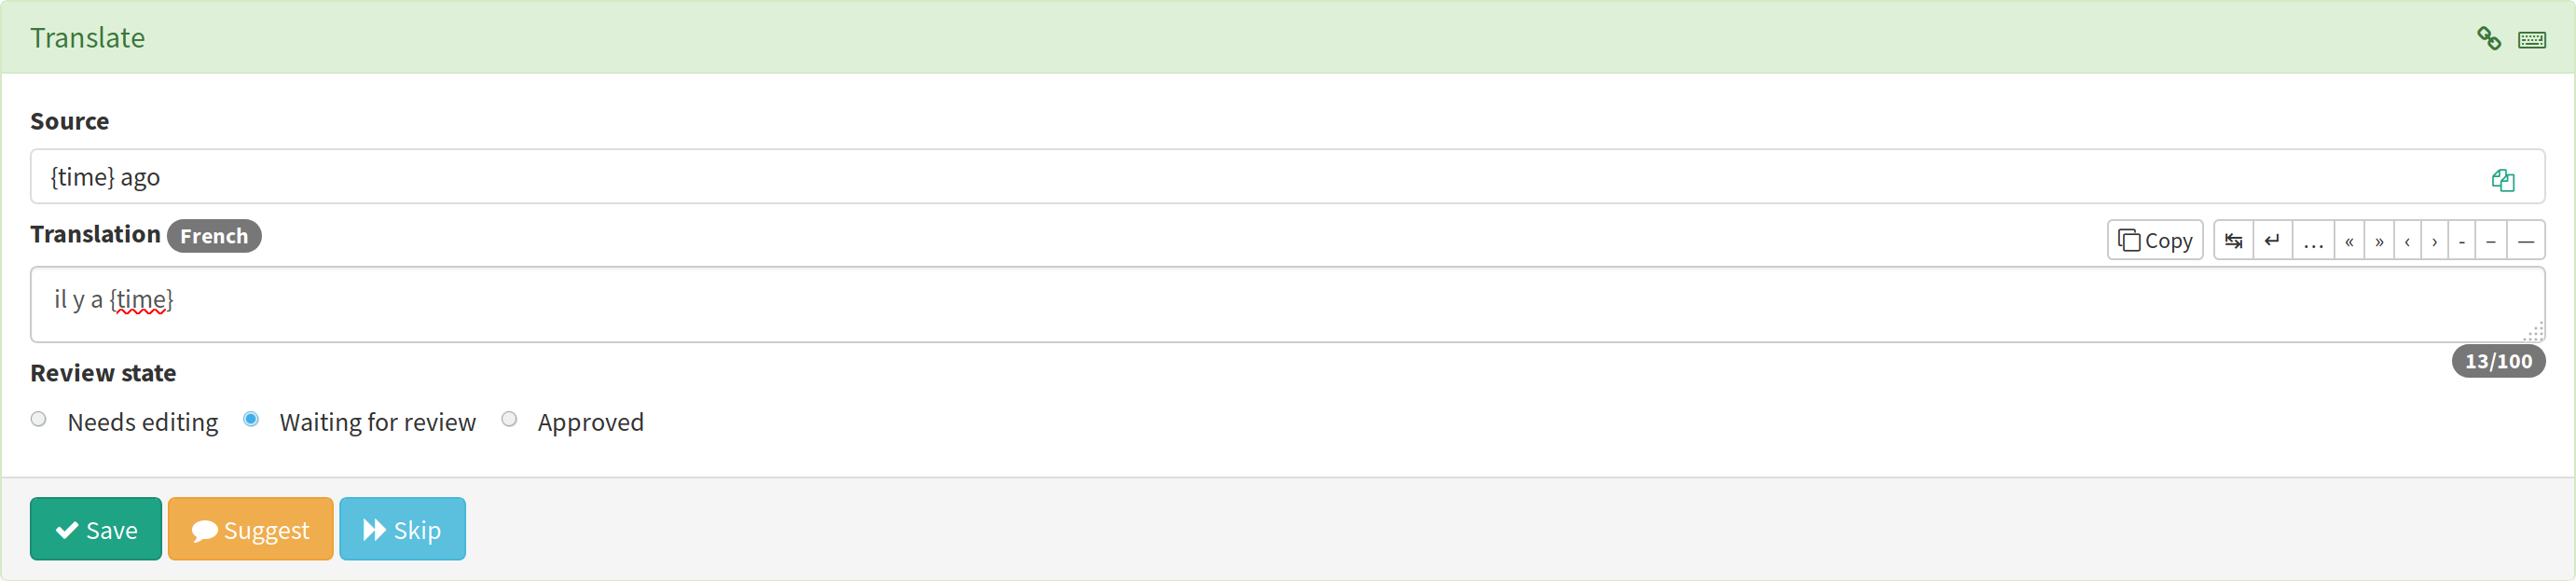 Translate
Source
{time} ago
Translation French
Copy ↹ ↵ … « » ‹ › - – —
il y a {time}
13/100
Review state
Needs editing Waiting for review Approved
Save Suggest Skip